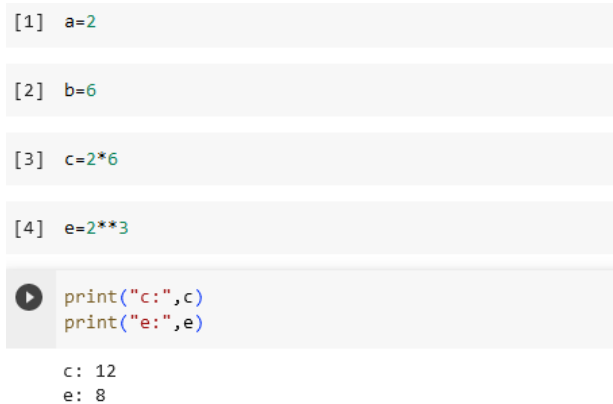 [1] a=2
[2] b=6
[3] c=2*6
[4] e=2**3
print("c:",c)
print("e:",e)
c: 12
e: 8